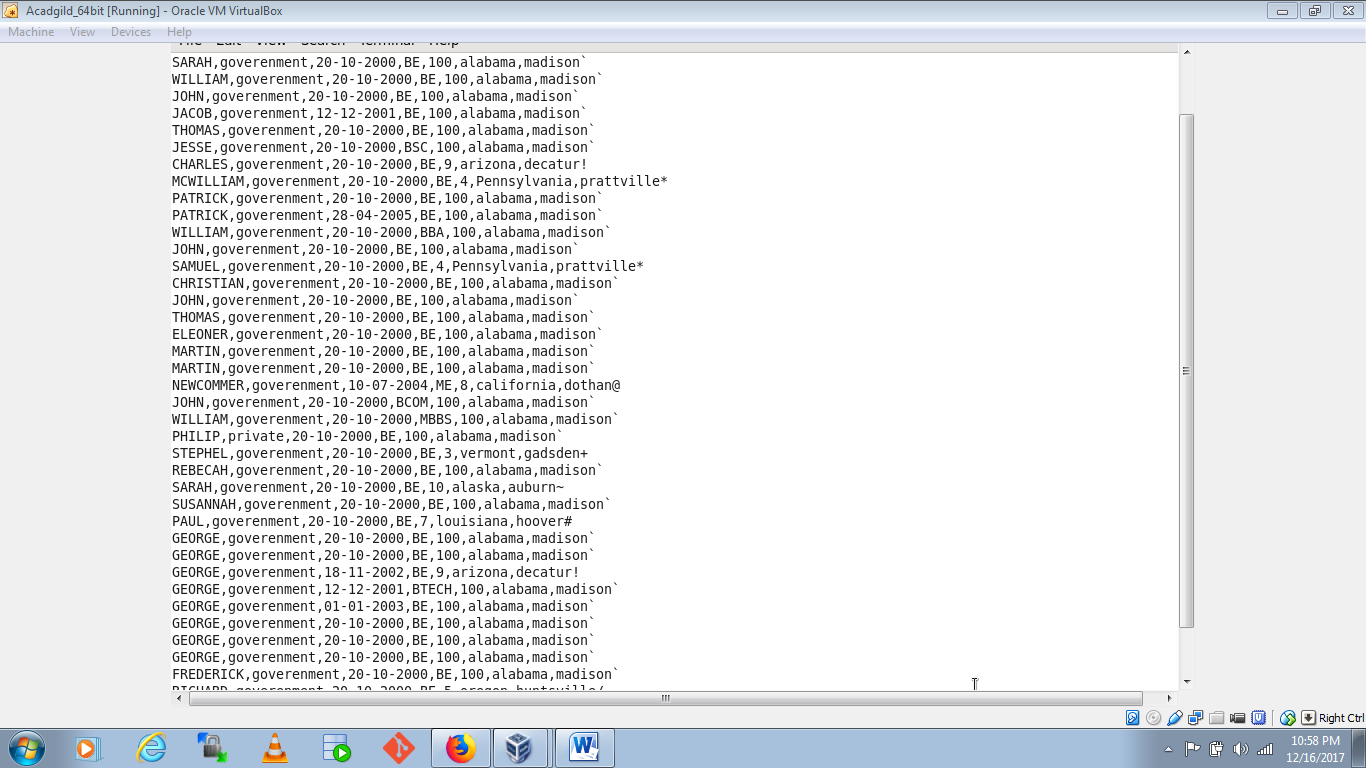 Acadgild_64bit [Running] - Oracle VM VirtualBox
Machine View Devices Help
File Edit View Search Terminal Help
SARAH,goverenment,20-10-2000,BE,100,alabama,madison`
WILLIAM,goverenment,20-10-2000,BE,100,alabama,madison`
JOHN,goverenment,20-10-2000,BE,100,alabama,madison`
JACOB,goverenment,12-12-2001,BE,100,alabama,madison`
THOMAS,goverenment,20-10-2000,BE,100,alabama,madison`
JESSE,goverenment,20-10-2000,BSC,100,alabama,madison`
CHARLES,goverenment,20-10-2000,BE,9,arizona,decatur!
MCWILLIAM,goverenment,20-10-2000,BE,4,Pennsylvania,prattville*
PATRICK,goverenment,20-10-2000,BE,100,alabama,madison`
PATRICK,goverenment,28-04-2005,BE,100,alabama,madison`
WILLIAM,goverenment,20-10-2000,BBA,100,alabama,madison`
JOHN,goverenment,20-10-2000,BE,100,alabama,madison`
SAMUEL,goverenment,20-10-2000,BE,4,Pennsylvania,prattville*
CHRISTIAN,goverenment,20-10-2000,BE,100,alabama,madison`
JOHN,goverenment,20-10-2000,BE,100,alabama,madison`
THOMAS,goverenment,20-10-2000,BE,100,alabama,madison`
ELEONER,goverenment,20-10-2000,BE,100,alabama,madison`
MARTIN,goverenment,20-10-2000,BE,100,alabama,madison`
MARTIN,goverenment,20-10-2000,BE,100,alabama,madison`
NEWCOMMER,goverenment,10-07-2004,ME,8,california,dothan@
JOHN,goverenment,20-10-2000,BCOM,100,alabama,madison`
WILLIAM,goverenment,20-10-2000,MBBS,100,alabama,madison`
PHILIP,private,20-10-2000,BE,100,alabama,madison`
STEPHEL,goverenment,20-10-2000,BE,3,vermont,gadsden+
REBECAH,goverenment,20-10-2000,BE,100,alabama,madison`
SARAH,goverenment,20-10-2000,BE,10,alaska,auburn~
SUSANNAH,goverenment,20-10-2000,BE,100,alabama,madison`
PAUL,goverenment,20-10-2000,BE,7,louisiana,hoover#
GEORGE,goverenment,20-10-2000,BE,100,alabama,madison`
GEORGE,goverenment,20-10-2000,BE,100,alabama,madison`
GEORGE,goverenment,18-11-2002,BE,9,arizona,decatur!
GEORGE,goverenment,12-12-2001,BTECH,100,alabama,madison`
GEORGE,goverenment,01-01-2003,BE,100,alabama,madison`
GEORGE,goverenment,20-10-2000,BE,100,alabama,madison`
GEORGE,goverenment,20-10-2000,BE,100,alabama,madison`
GEORGE,goverenment,20-10-2000,BE,100,alabama,madison`
FREDERICK,goverenment,20-10-2000,BE,100,alabama,madison`
RICHARD,goverenment,20-10-2000,BE,5,oregon,huntsville/
Right Ctrl
10:58 PM
12/16/2017